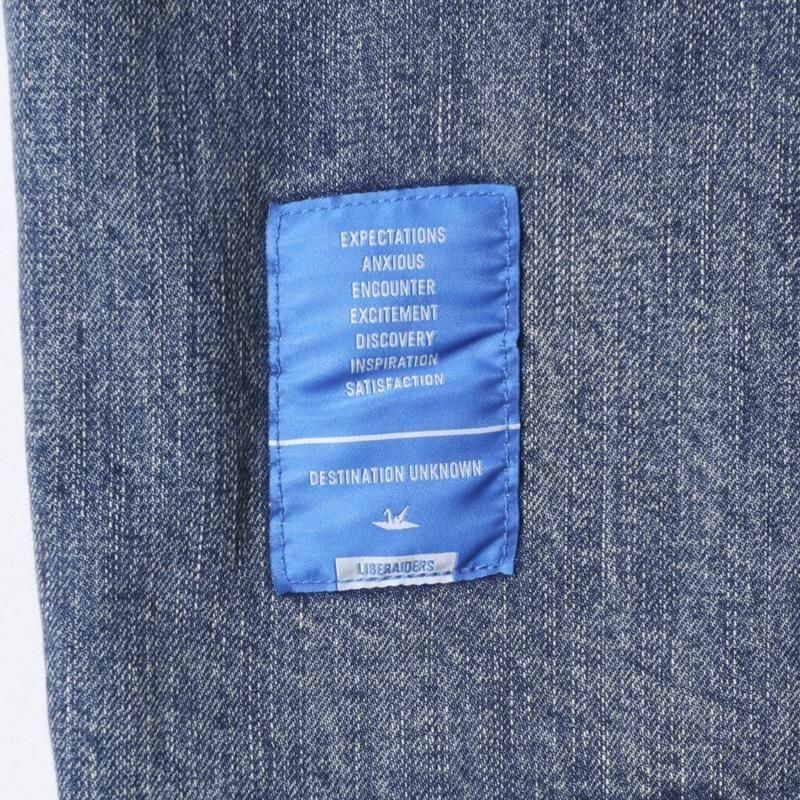 EXPECTATIONS
ANXIOUS
ENCOUNTER
EXCITEMENT
DISCOVERY
INSPIRATION
SATISFACTION
DESTINATION UNKNOWN
LIBERAIDERS